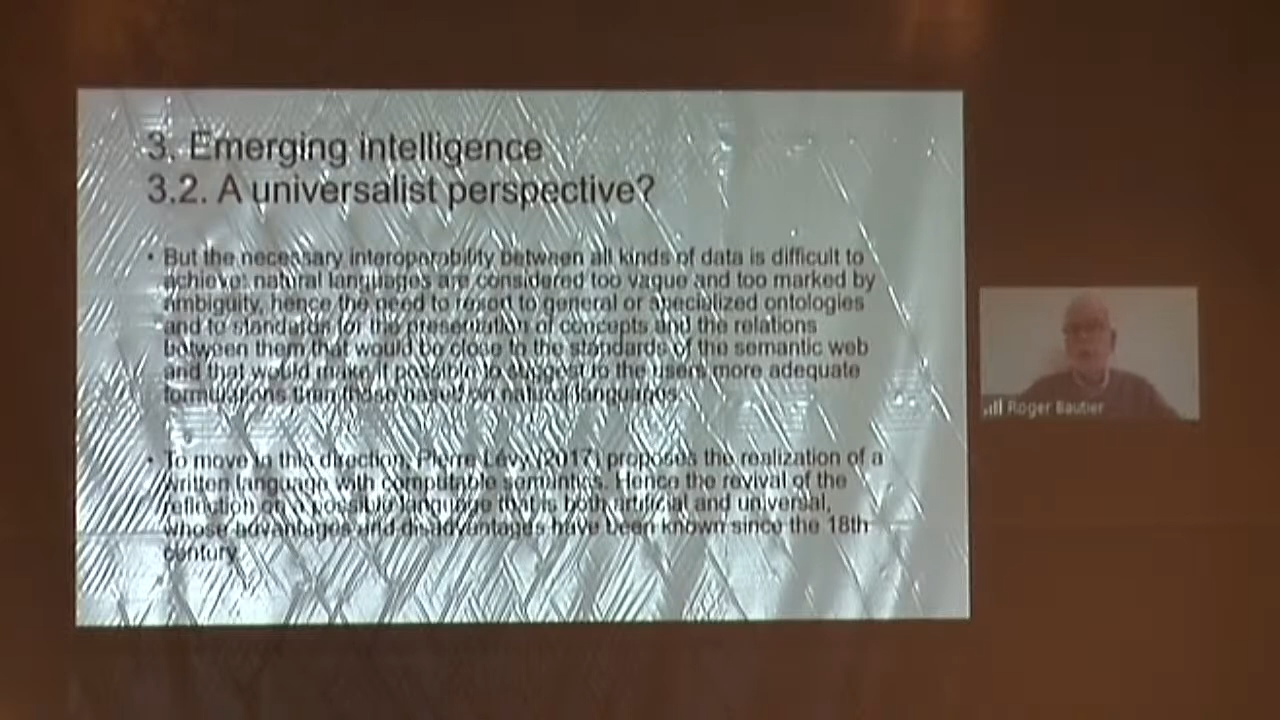 3. Emerging intelligence
3.2. A universalist perspective?
• But the necessary interoparability between all kinds of data is difficult to
achieve: natural languages are considered too vague and too marked by
ambiguity, hence the need to resort to general or specialized ontologies
and to standards for the presentation of concepts and the relations
between them that would be close to the standards of the semantic web
and that would make it possible to suggest to the users more adequate
formulations than those based on natural languages.
• To move in this direction, Pierre Lévy (2017) proposes the realization of a
written language with computable semantics. Hence the revival of the
reflection on a possible language that is both artificial and universal,
whose advantages and disadvantages have been known since the 18th
century.
Roger Bautier